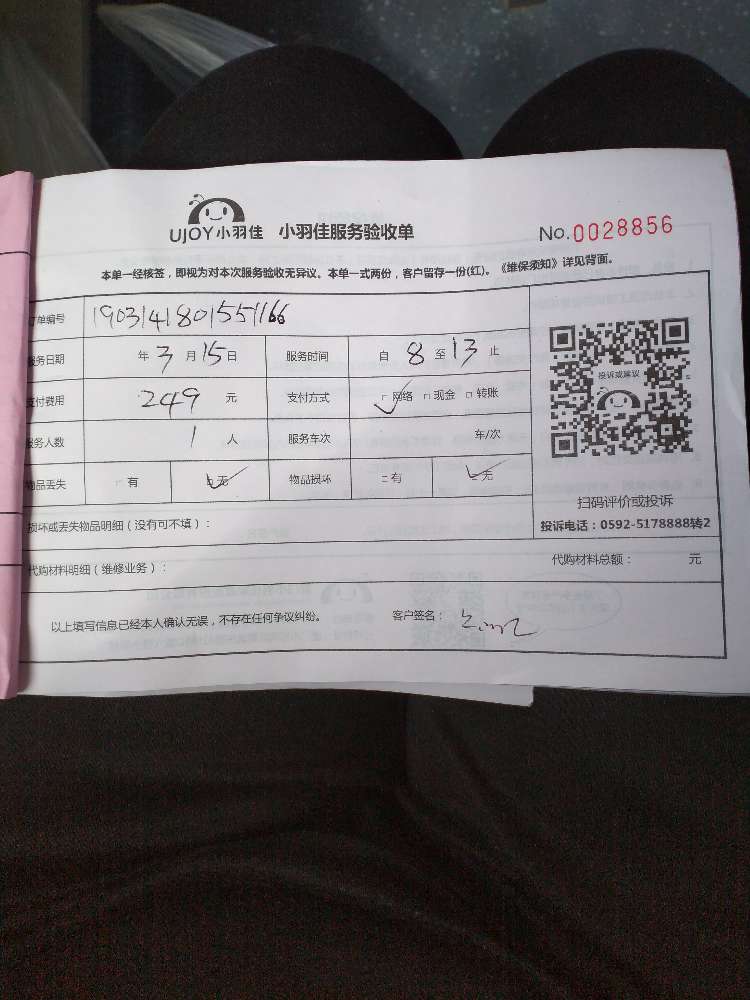 UJOY小羽佳 小羽佳服务验收单 No.0028856
本单一经核签，即视为对本次服务验收无异议。本单一式两份，客户留存一份(红)。《维保须知》详见背面。
订单编号 1903141801551166
服务日期 年 3 月 15 日 服务时间 自 8 至 13 止
支付费用 249 元 支付方式 网络 现金 转账
服务人数 1 人 服务车次 车/次
物品丢失 有 无 物品损坏 有 无
投诉或建议
扫码评价或投诉
投诉电话：0592-5178888转2
损坏或丢失物品明细（没有可不填）：
代购材料明细（维修业务）： 代购材料总额： 元
以上填写信息已经本人确认无误，不存在任何争议纠纷。 客户签名：